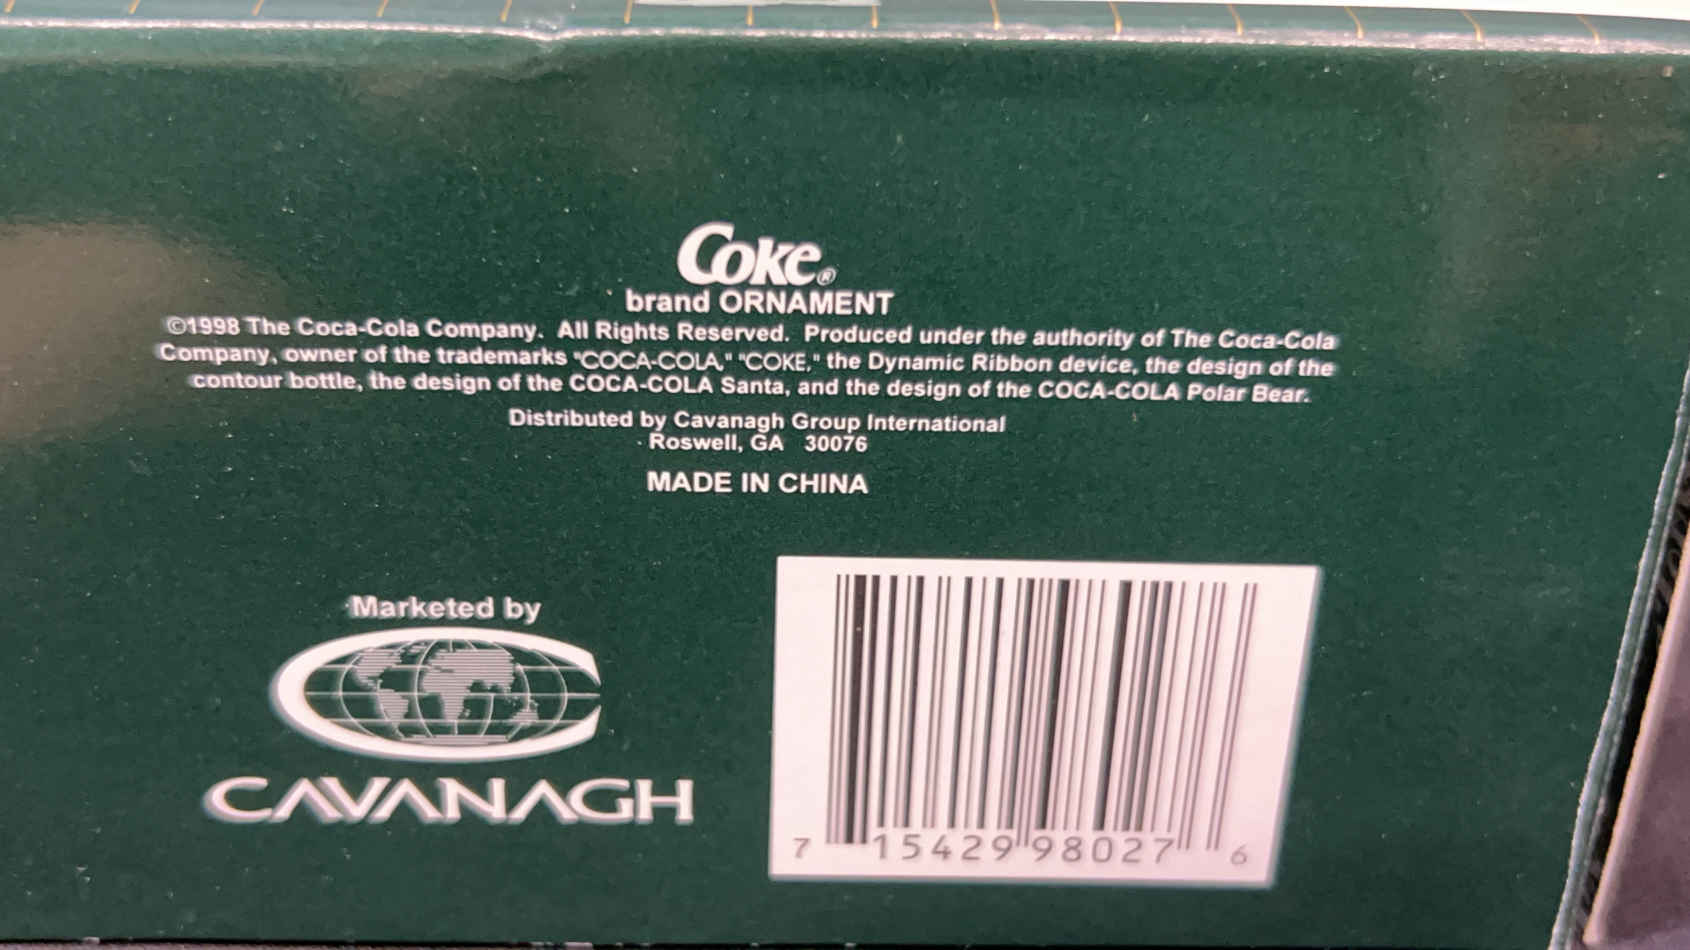 Coke®
brand ORNAMENT
©1998 The Coca-Cola Company. All Rights Reserved. Produced under the authority of The Coca-Cola
Company, owner of the trademarks "COCA-COLA," "COKE," the Dynamic Ribbon device, the design of the
contour bottle, the design of the COCA-COLA Santa, and the design of the COCA-COLA Polar Bear.
Distributed by Cavanagh Group International
Roswell, GA 30076
MADE IN CHINA
Marketed by
CAVANAGH
7 15429 98027 6